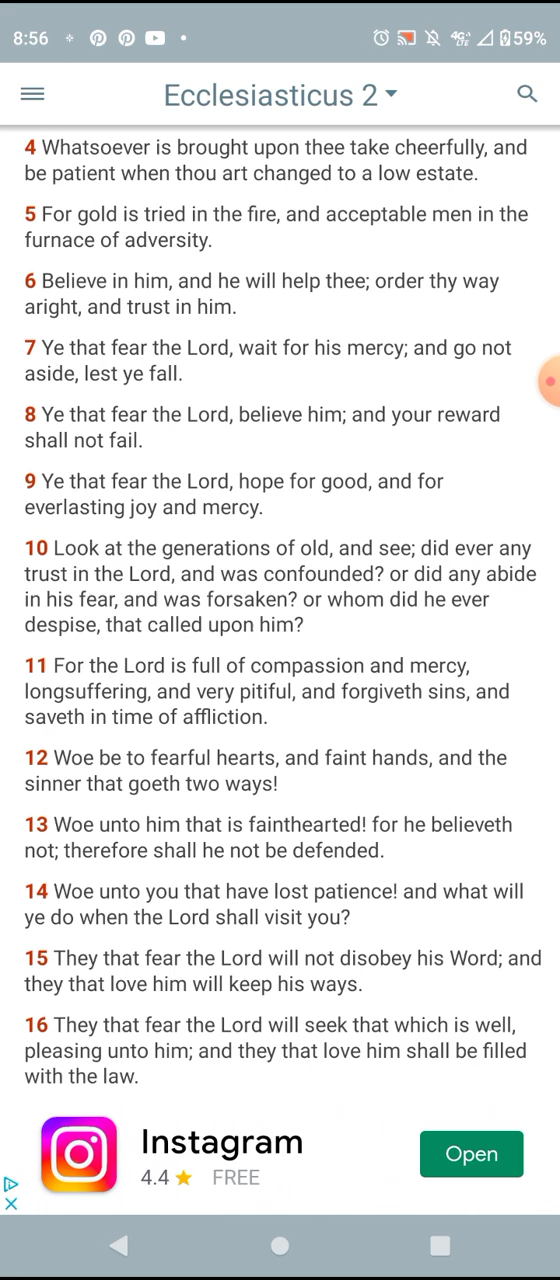 8:56
4G LTE 59%
Ecclesiasticus 2
4 Whatsoever is brought upon thee take cheerfully, and
be patient when thou art changed to a low estate.
5 For gold is tried in the fire, and acceptable men in the
furnace of adversity.
6 Believe in him, and he will help thee; order thy way
aright, and trust in him.
7 Ye that fear the Lord, wait for his mercy; and go not
aside, lest ye fall.
8 Ye that fear the Lord, believe him; and your reward
shall not fail.
9 Ye that fear the Lord, hope for good, and for
everlasting joy and mercy.
10 Look at the generations of old, and see; did ever any
trust in the Lord, and was confounded? or did any abide
in his fear, and was forsaken? or whom did he ever
despise, that called upon him?
11 For the Lord is full of compassion and mercy,
longsuffering, and very pitiful, and forgiveth sins, and
saveth in time of affliction.
12 Woe be to fearful hearts, and faint hands, and the
sinner that goeth two ways!
13 Woe unto him that is fainthearted! for he believeth
not; therefore shall he not be defended.
14 Woe unto you that have lost patience! and what will
ye do when the Lord shall visit you?
15 They that fear the Lord will not disobey his Word; and
they that love him will keep his ways.
16 They that fear the Lord will seek that which is well,
pleasing unto him; and they that love him shall be filled
with the law.
Instagram
4.4 ★ FREE
Open